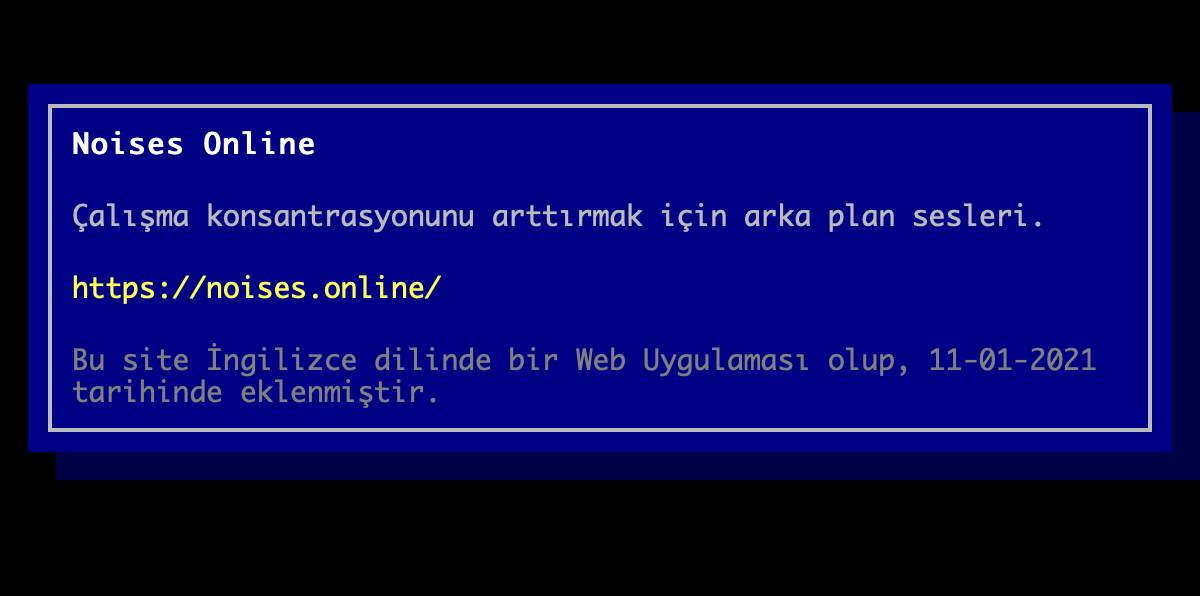 Noises Online
Çalışma konsantrasyonunu arttırmak için arka plan sesleri.
https://noises.online/
Bu site İngilizce dilinde bir Web Uygulaması olup, 11-01-2021
tarihinde eklenmiştir.